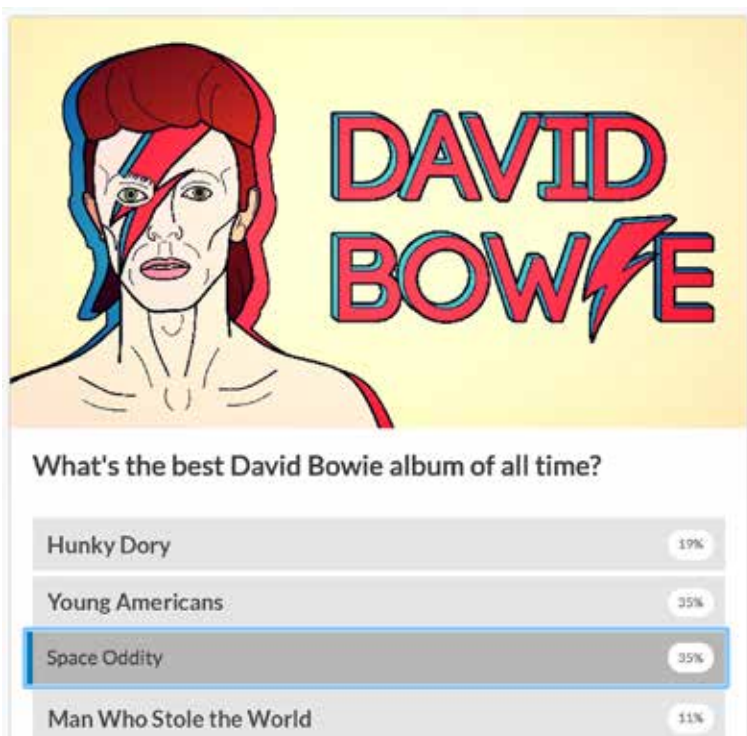 DAVID
BOWIE
What's the best David Bowie album of all time?
Hunky Dory 19%
Young Americans 35%
Space Oddity 35%
Man Who Stole the World 11%